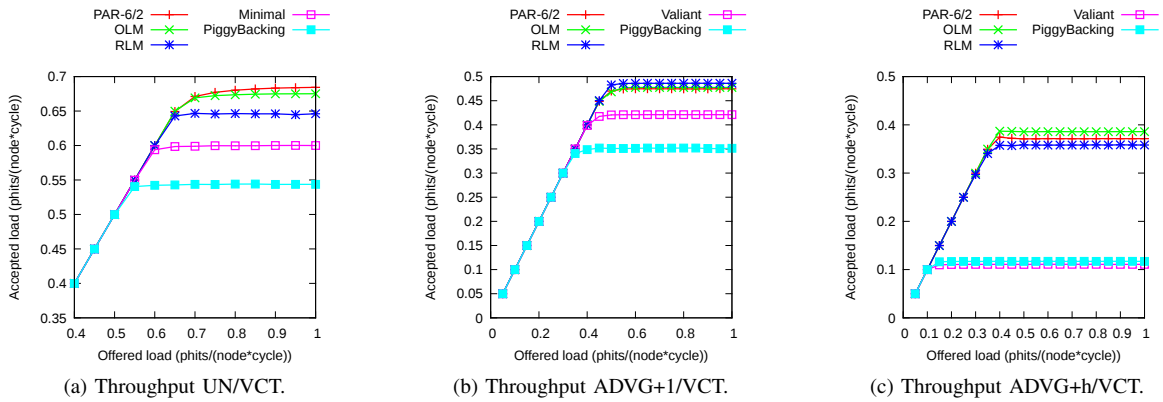 PAR-6/2
OLM
RLM
Minimal
PiggyBacking
Accepted load (phits/(node*cycle))
0.7
0.65
0.6
0.55
0.5
0.45
0.4
0.35
0.4 0.5 0.6 0.7 0.8 0.9 1
Offered load (phits/(node*cycle))
(a) Throughput UN/VCT.
PAR-6/2
OLM
RLM
Valiant
PiggyBacking
Accepted load (phits/(node*cycle))
0.5
0.45
0.4
0.35
0.3
0.25
0.2
0.15
0.1
0.05
0
0 0.2 0.4 0.6 0.8 1
Offered load (phits/(node*cycle))
(b) Throughput ADVG+1/VCT.
PAR-6/2
OLM
RLM
Valiant
PiggyBacking
Accepted load (phits/(node*cycle))
0.5
0.4
0.3
0.2
0.1
0
0 0.1 0.2 0.3 0.4 0.5 0.6 0.7 0.8 0.9 1
Offered load (phits/(node*cycle))
(c) Throughput ADVG+h/VCT.